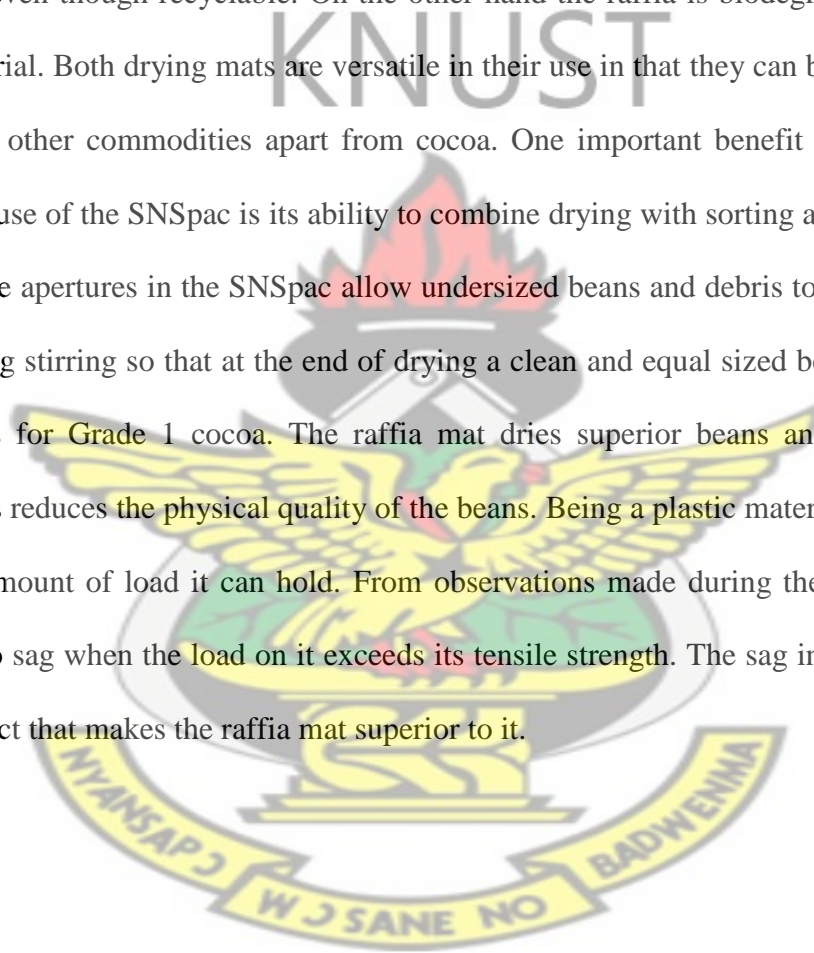 even though recyclable. On the other hand the raffia is
KNUST
rial. Both drying mats are versatile in their use in that they can b
other commodities apart from cocoa. One important benefit
use of the SNSpac is its ability to combine drying with sorting a
e apertures in the SNSpac allow undersized beans and debris to
g stirring so that at the end of drying a clean and equal sized b
for Grade 1 cocoa. The raffia mat dries superior beans an
s reduces the physical quality of the beans. Being a plastic mater
mount of load it can hold. From observations made during the
o sag when the load on it exceeds its tensile strength. The sag in
ct that makes the raffia mat superior to it.
NYANSAPƆ WƆSANE NO BADWENMA